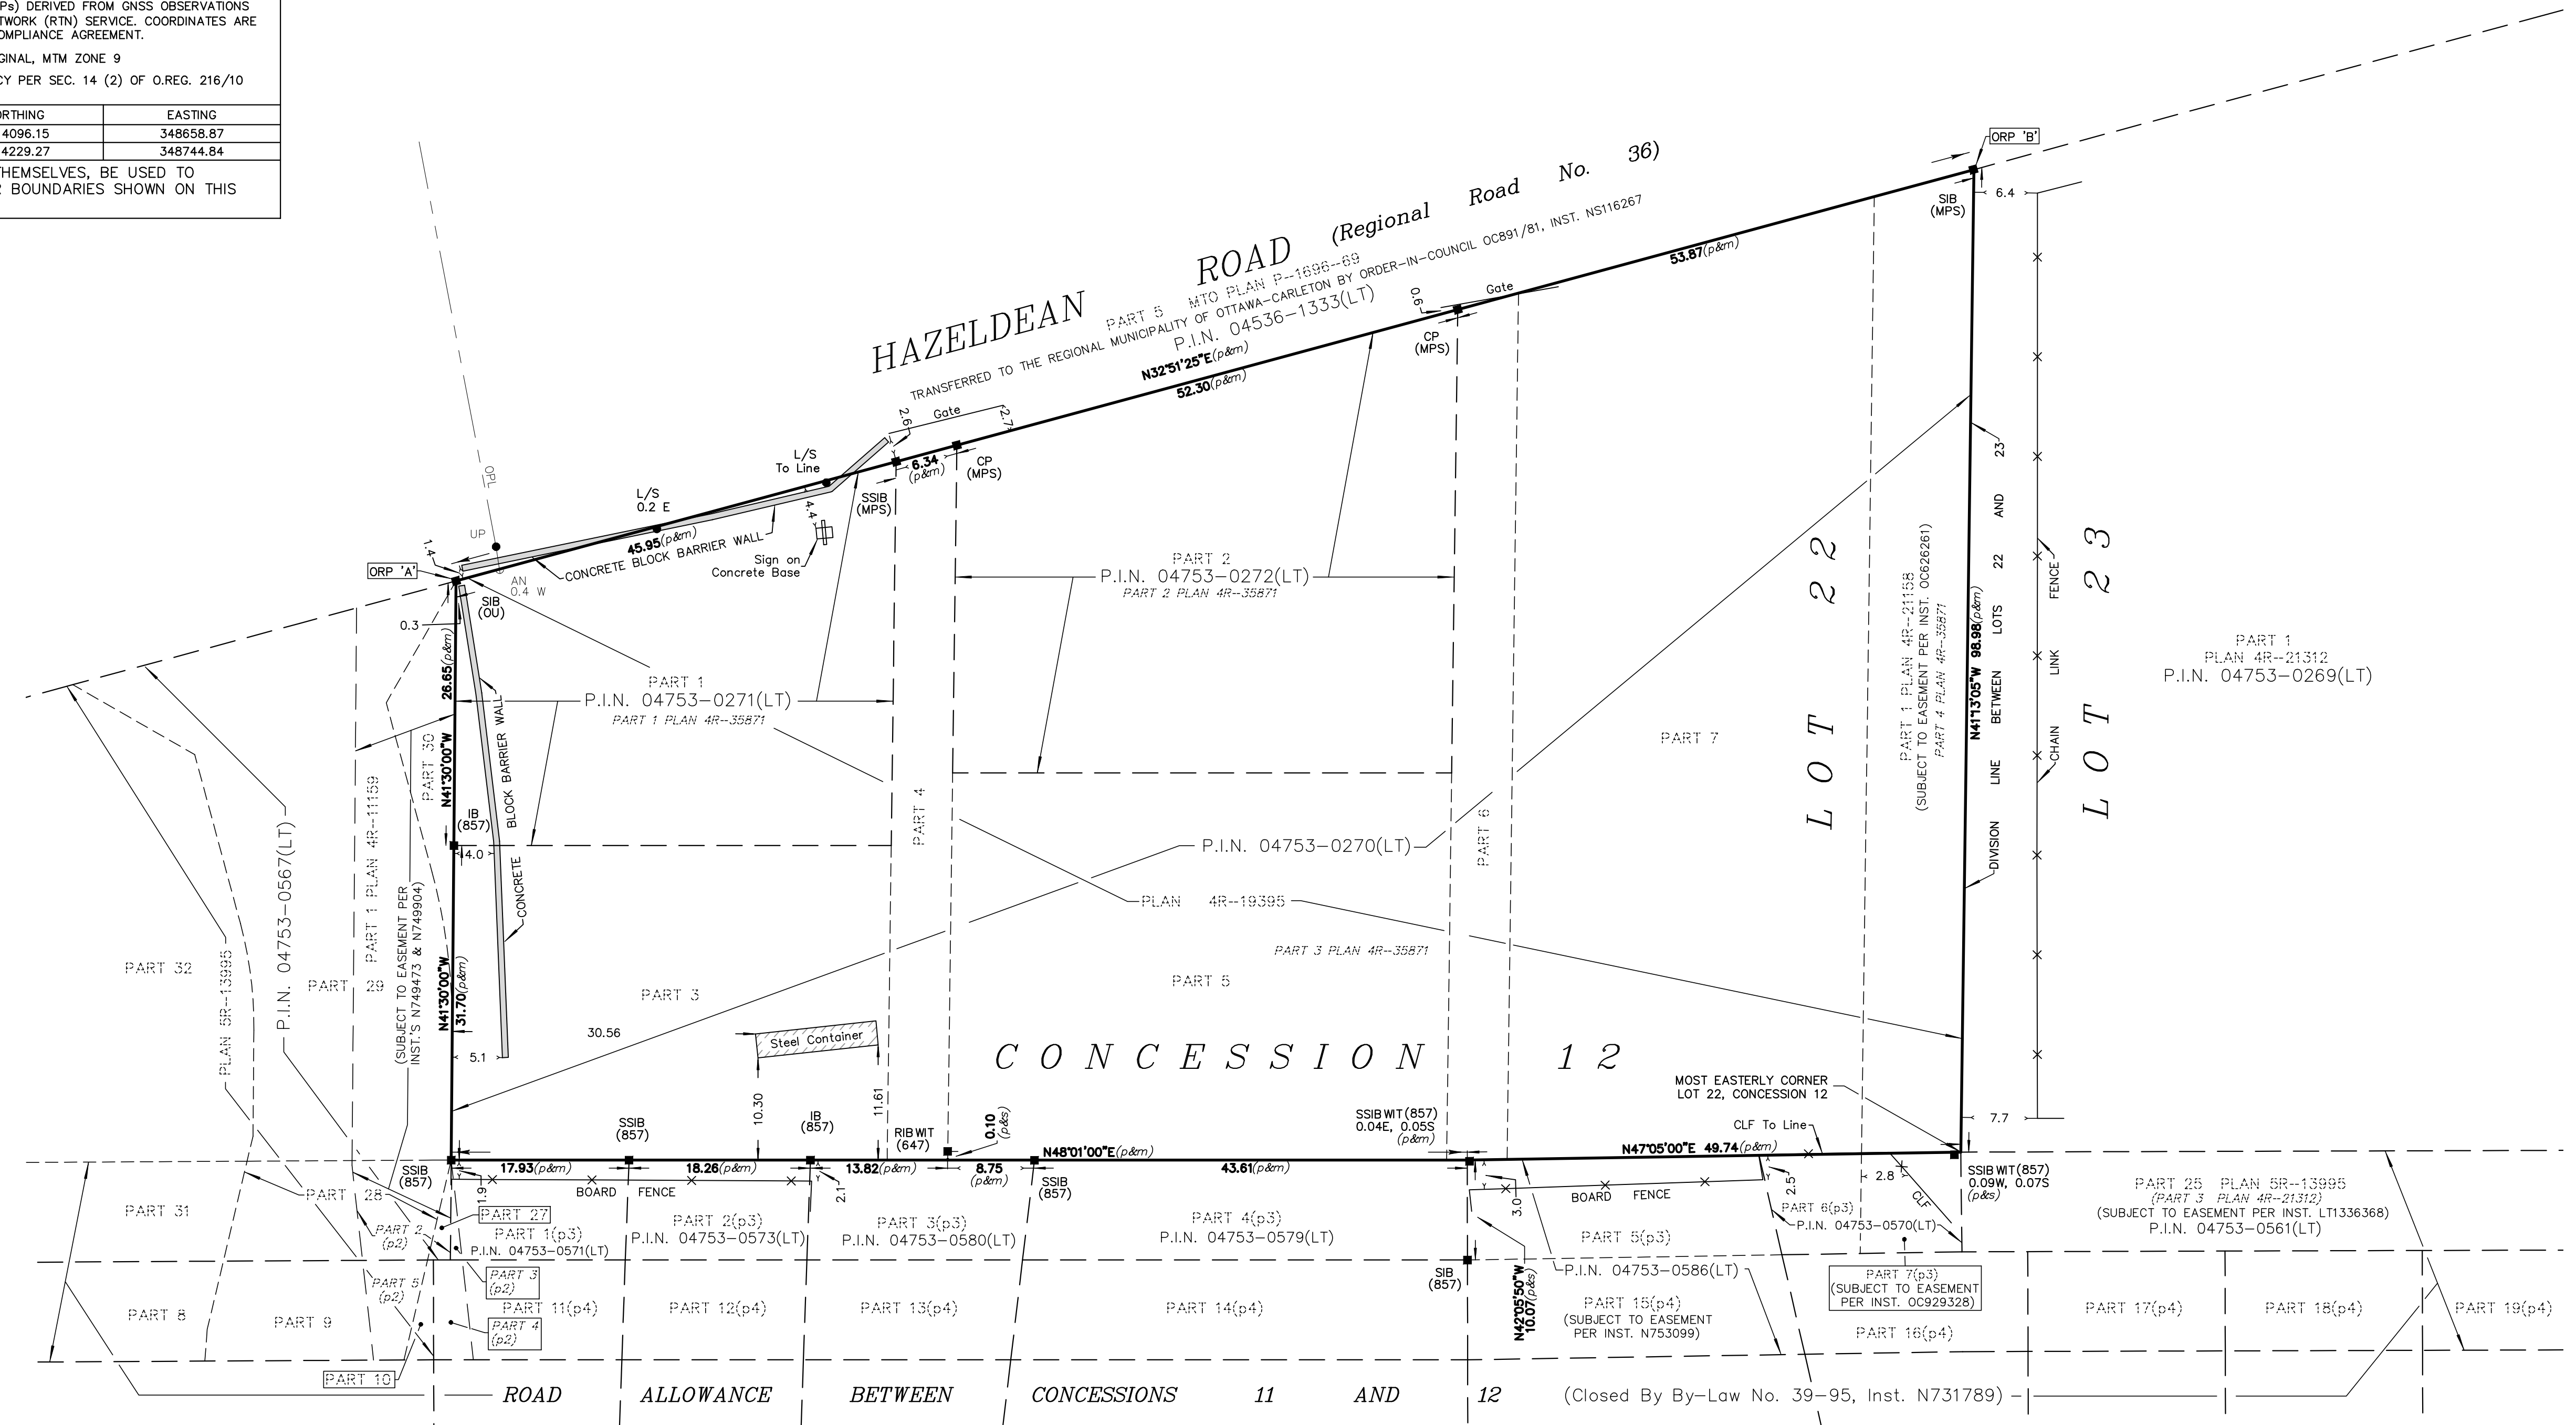 Ps) DERIVED FROM GNSS OBSERVATIONS
TWORK (RTN) SERVICE. COORDINATES ARE
OMPLIANCE AGREEMENT.
GINAL, MTM ZONE 9
CY PER SEC. 14 (2) OF O.REG. 216/10
ORTHING EASTING
4096.15 348658.87
4229.27 348744.84
THEMSELVES, BE USED TO
R BOUNDARIES SHOWN ON THIS
HAZELDEAN ROAD (Regional Road No. 36)
PART 5 MTO PLAN P--1696--69
TRANSFERRED TO THE REGIONAL MUNICIPALITY OF OTTAWA-CARLETON BY ORDER-IN-COUNCIL OC891/81, INST. NS116267
P.I.N. 04536-1333(LT)
N32°51'25"E(p&m)
52.30(p&m)
53.87(p&m)
Gate
0.6
CP
(MPS)
ORP 'B'
SIB
(MPS)
6.4
2.6
Gate
2.7
6.34
(p&m)
CP
(MPS)
SSIB
(MPS)
L/S
To Line
L/S
0.2 E
4.4
45.95(p&m)
CONCRETE BLOCK BARRIER WALL
Sign on
Concrete Base
OPL
UP
AN
0.4 W
1.4
ORP 'A'
SIB
(OU)
0.3
26.65(p&m)
N41°30'00"W
IB
(857)
4.0
CONCRETE BLOCK BARRIER WALL
PART 1
P.I.N. 04753-0271(LT)
PART 1 PLAN 4R--35871
PART 2
P.I.N. 04753-0272(LT)
PART 2 PLAN 4R--35871
PART 7
LOT 22
PART 1 PLAN 4R--21158
(SUBJECT TO EASEMENT PER INST. OC626261)
PART 4 PLAN 4R--35871
N41°13'05"W 98.98(p&m)
DIVISION LINE BETWEEN LOTS 22 AND 23
CHAIN LINK FENCE
LOT 23
PART 1
PLAN 4R--21312
P.I.N. 04753-0269(LT)
PART 4
PART 6
P.I.N. 04753-0270(LT)
PLAN 4R--19395
PART 3 PLAN 4R--35871
PART 3
PART 5
PART 32
PLAN 5R--13995
P.I.N. 04753-0567(LT)
PART 29
PART 1 PLAN 4R--11159
(SUBJECT TO EASEMENT PER
INST.'S N749473 & N749904)
PART 30
N41°30'00"W
31.70(p&m)
5.1
30.56
Steel Container
10.30
11.61
CONCESSION 12
MOST EASTERLY CORNER
LOT 22, CONCESSION 12
7.7
SSIB
(857)
IB
(857)
RIB WIT
(647)
0.10
(p&s)
N48°01'00"E(p&m)
SSIB WIT(857)
0.04E, 0.05S
(p&m)
CLF To Line
N47°05'00"E 49.74(p&m)
SSIB
(857)
17.93(p&m)
18.26(p&m)
13.82(p&m)
8.75
(p&m)
SSIB
(857)
43.61(p&m)
SSIB WIT(857)
0.09W, 0.07S
(p&s)
1.9
BOARD FENCE
2.1
3.0
BOARD FENCE
2.5
2.8
CLF
PART 31
PART 28
PART 27
PART 2
(p2)
PART 1(p3)
P.I.N. 04753-0571(LT)
PART 2(p3)
P.I.N. 04753-0573(LT)
PART 3(p3)
P.I.N. 04753-0580(LT)
PART 4(p3)
P.I.N. 04753-0579(LT)
PART 5(p3)
PART 6(p3)
P.I.N. 04753-0570(LT)
PART 25 PLAN 5R--13995
(PART 3 PLAN 4R--21312)
(SUBJECT TO EASEMENT PER INST. LT1336368)
P.I.N. 04753-0561(LT)
SIB
(857)
N42°05'50"W
10.07(p&s)
P.I.N. 04753-0586(LT)
PART 7(p3)
(SUBJECT TO EASEMENT
PER INST. OC929328)
PART 5
(p2)
PART 3
(p2)
PART 4
(p2)
PART 8
PART 9
PART 10
PART 11(p4)
PART 12(p4)
PART 13(p4)
PART 14(p4)
PART 15(p4)
(SUBJECT TO EASEMENT
PER INST. N753099)
PART 16(p4)
PART 17(p4)
PART 18(p4)
PART 19(p4)
ROAD ALLOWANCE BETWEEN CONCESSIONS 11 AND 12 (Closed By By-Law No. 39-95, Inst. N731789)